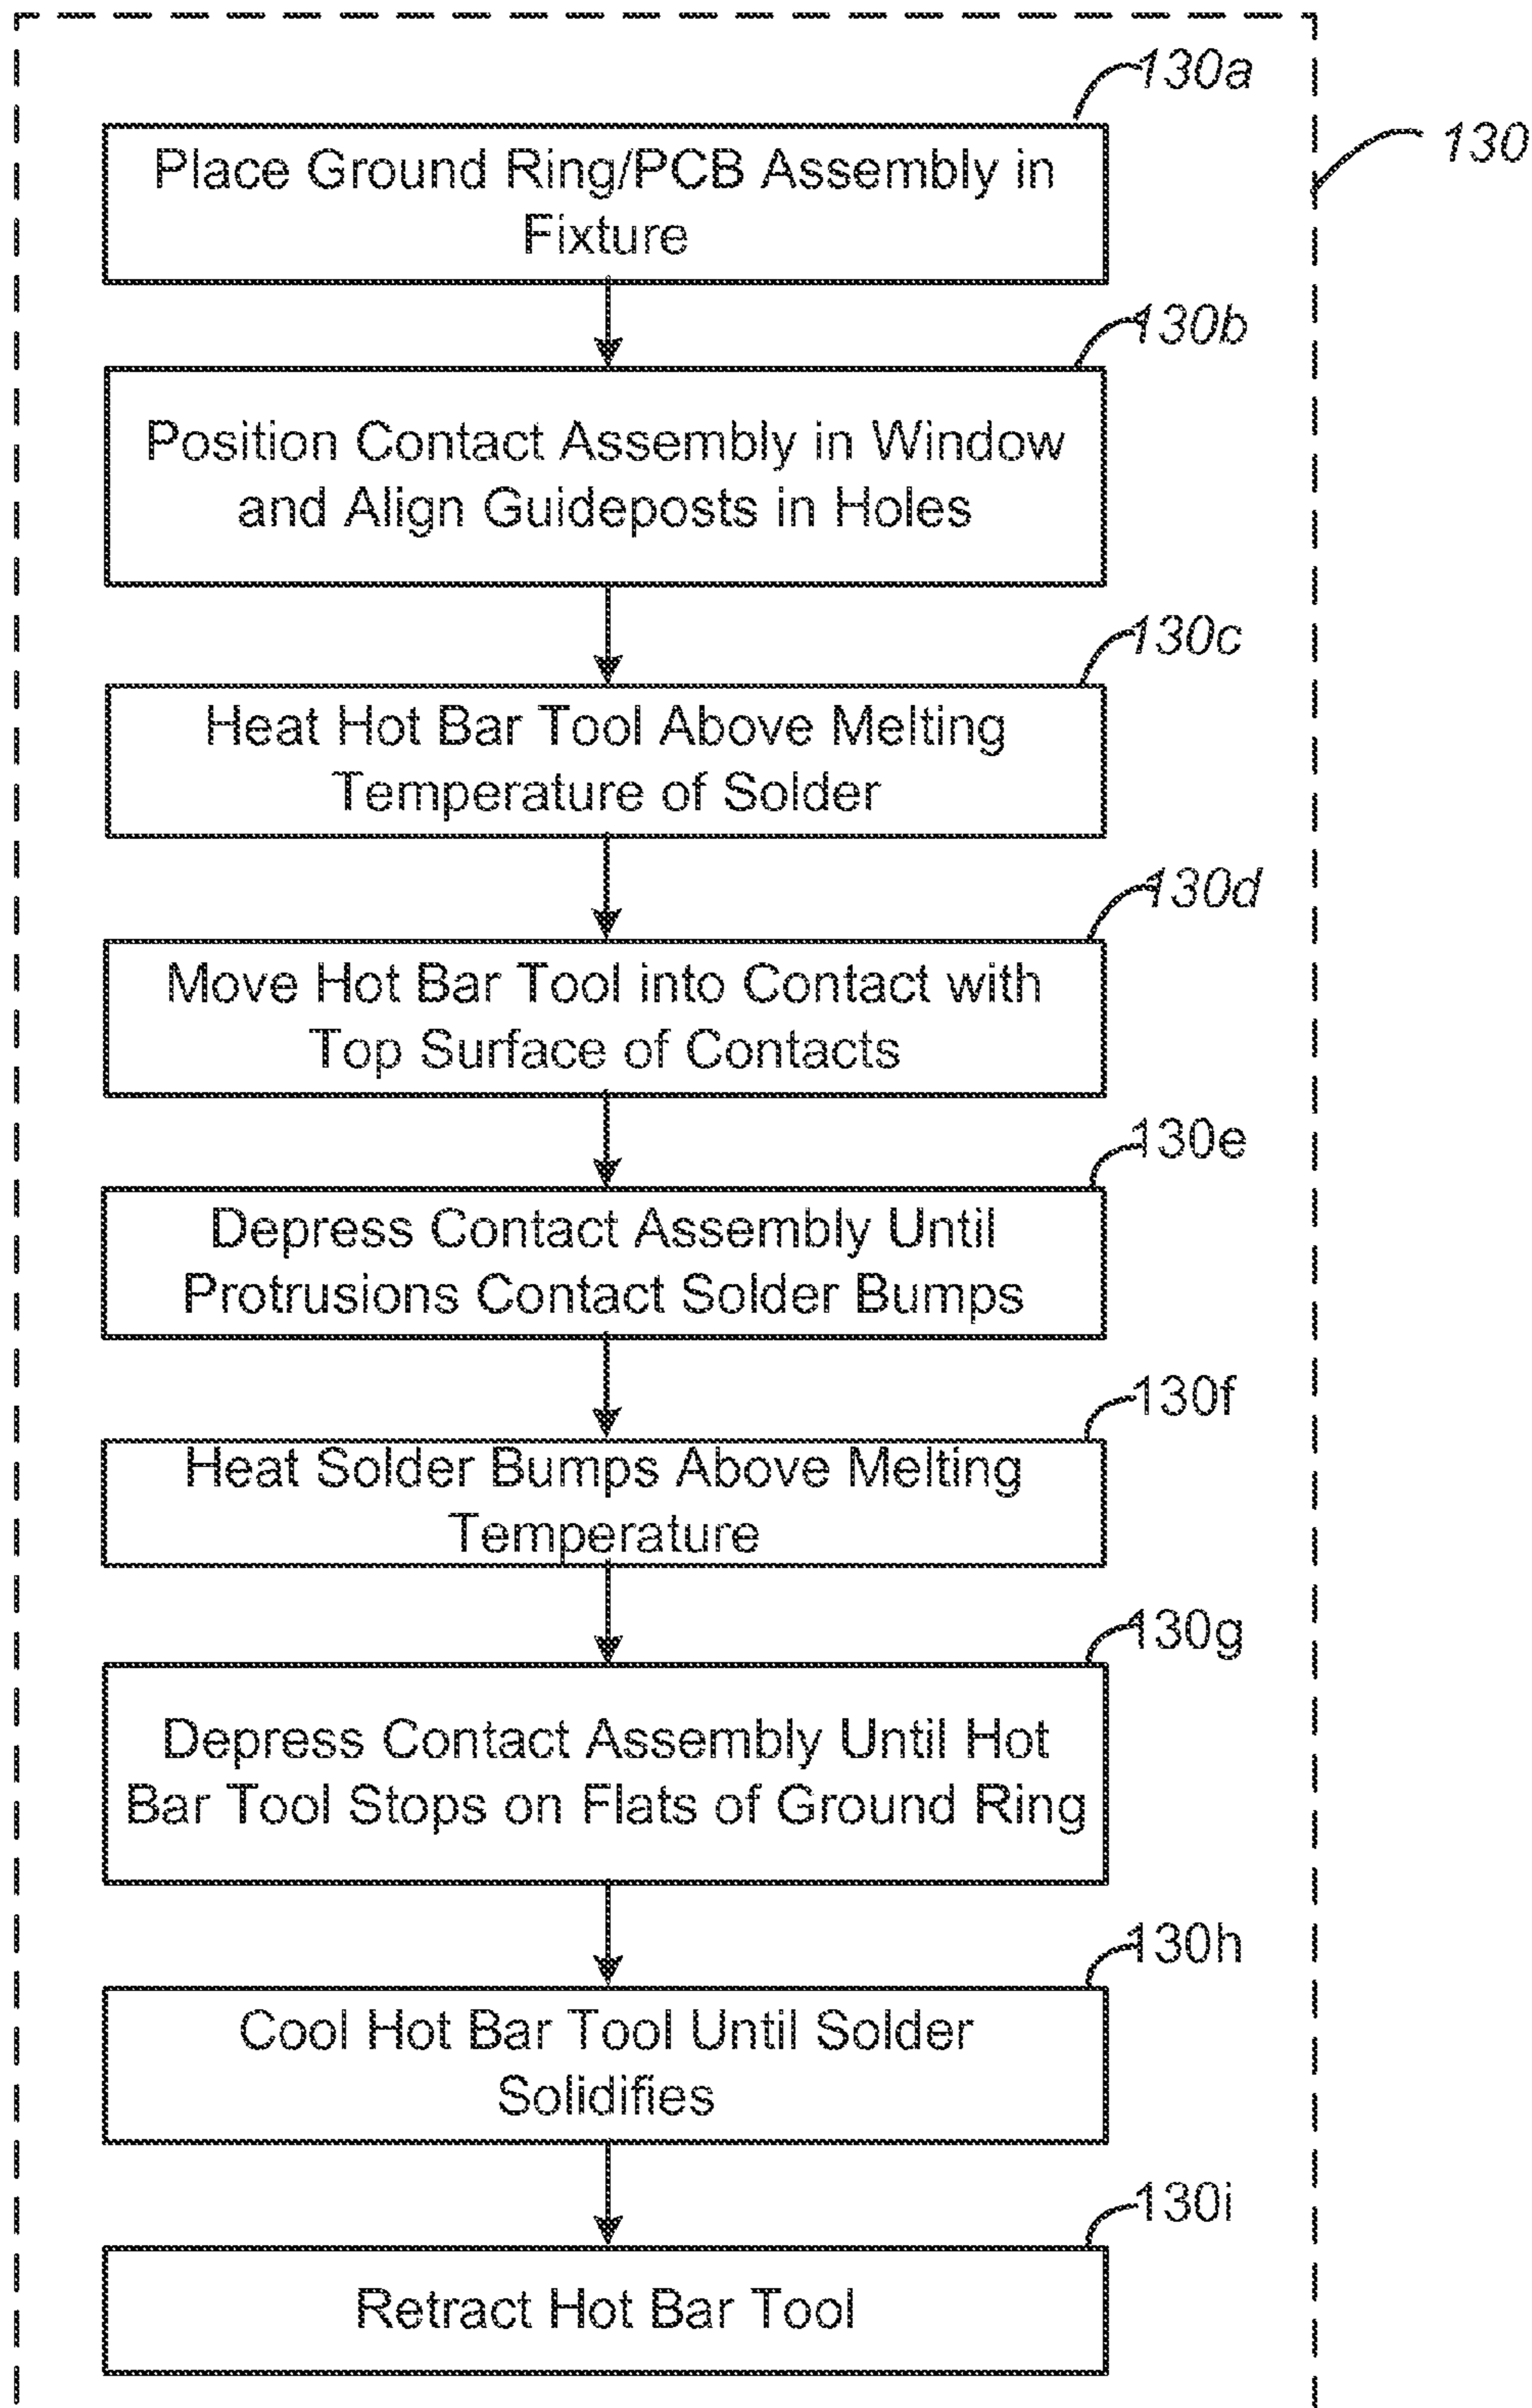 130a
130
Place Ground Ring/PCB Assembly in
Fixture
130b
Position Contact Assembly in Window
and Align Guideposts in Holes
130c
Heat Hot Bar Tool Above Melting
Temperature of Solder
130d
Move Hot Bar Tool into Contact with
Top Surface of Contacts
130e
Depress Contact Assembly Until
Protrusions Contact Solder Bumps
130f
Heat Solder Bumps Above Melting
Temperature
130g
Depress Contact Assembly Until Hot
Bar Tool Stops on Flats of Ground Ring
130h
Cool Hot Bar Tool Until Solder
Solidifies
130i
Retract Hot Bar Tool